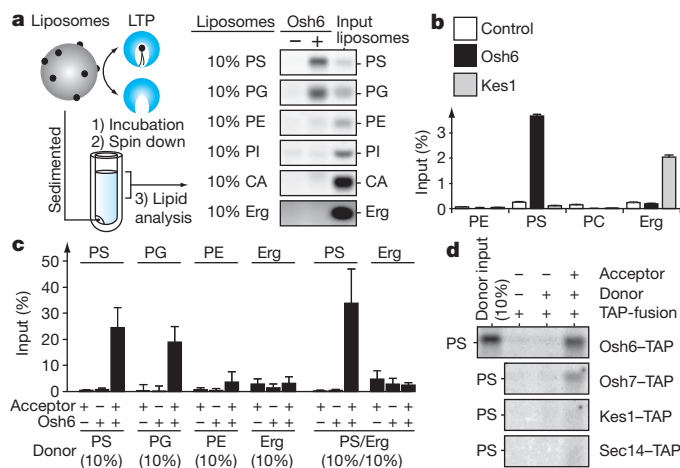 a
Liposomes
LTP
Sedimented
1) Incubation
2) Spin down
3) Lipid analysis
Liposomes Osh6 Input liposomes
− +
10% PS PS
10% PG PG
10% PE PE
10% PI PI
10% CA CA
10% Erg Erg
b
Control
Osh6
Kes1
Input (%)
3
2
1
0
PE PS PC Erg
c
PS PG PE Erg PS Erg
Input (%)
50
40
30
20
10
0
Acceptor + − + + − + + − + + − + + − + + − +
Osh6 − + + − + + − + + − + + − + + − + +
Donor PS (10%) PG (10%) PE (10%) Erg (10%) PS/Erg (10%/10%)
d
Donor input (10%)
− − + Acceptor
− + + Donor
+ + + TAP-fusion
PS Osh6–TAP
PS Osh7–TAP
PS Kes1–TAP
PS Sec14–TAP